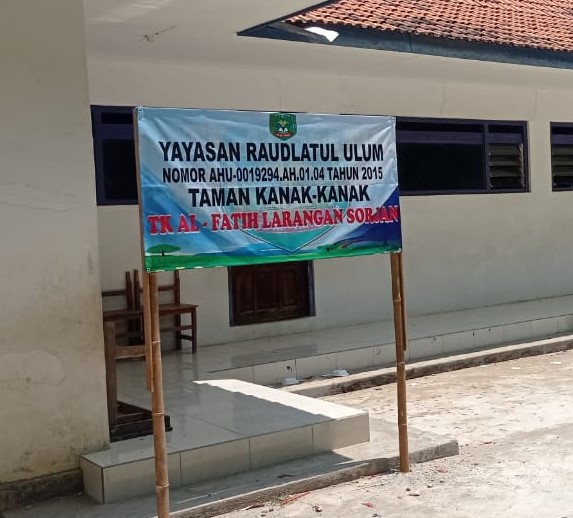 YAYASAN RAUDLATUL ULUM
NOMOR AHU-0019294.AH.01.04 TAHUN 2015
TAMAN KANAK-KANAK
TK AL - FATIH LARANGAN SORJAN